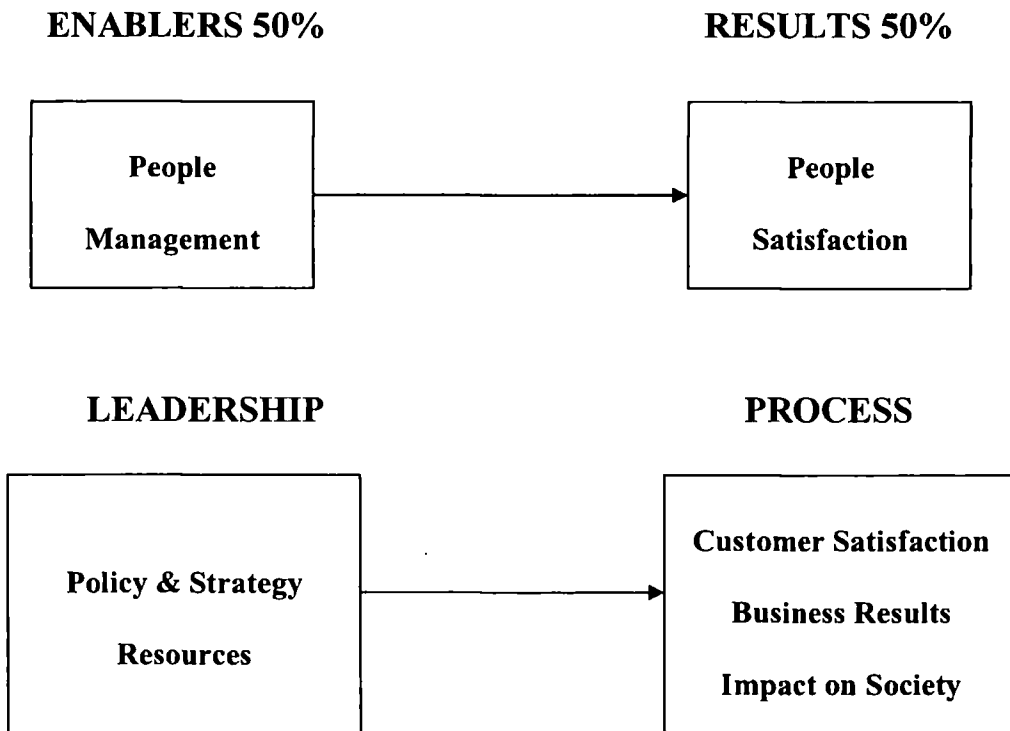 ENABLERS 50%
RESULTS 50%
People
Management
People
Satisfaction
LEADERSHIP
PROCESS
Policy & Strategy
Resources
Customer Satisfaction
Business Results
Impact on Society